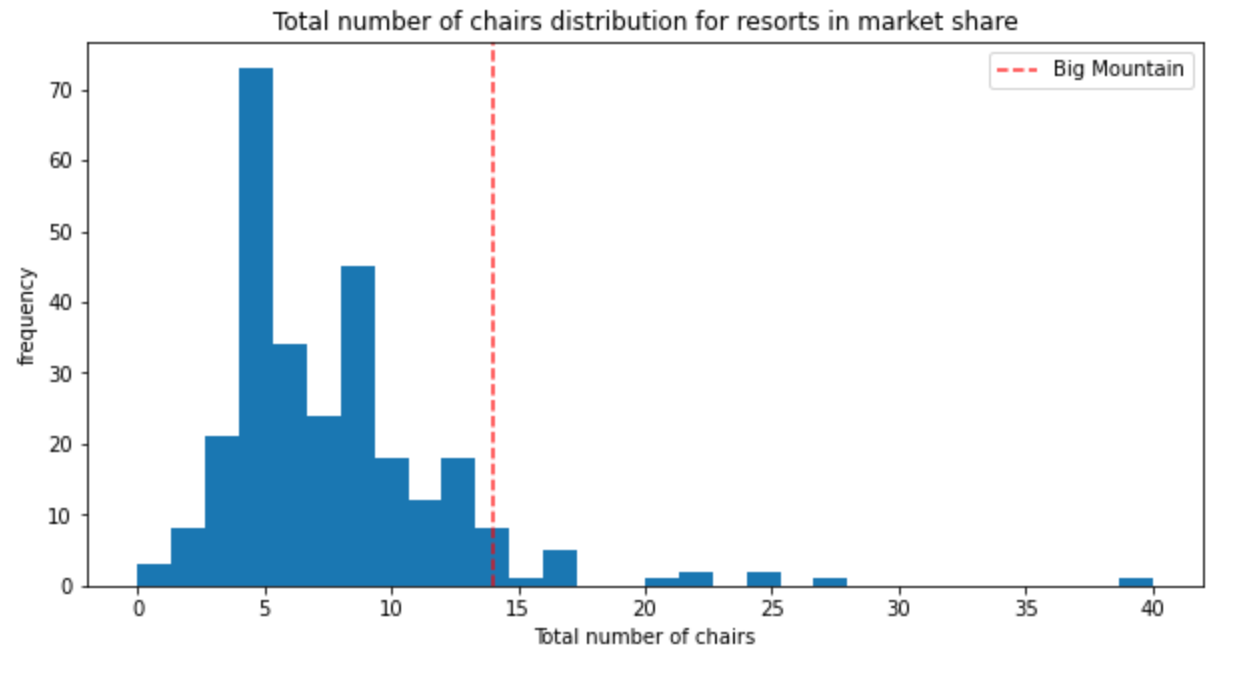 Total number of chairs distribution for resorts in market share
Big Mountain
70
60
50
40
30
20
10
0
frequency
0 5 10 15 20 25 30 35 40
Total number of chairs